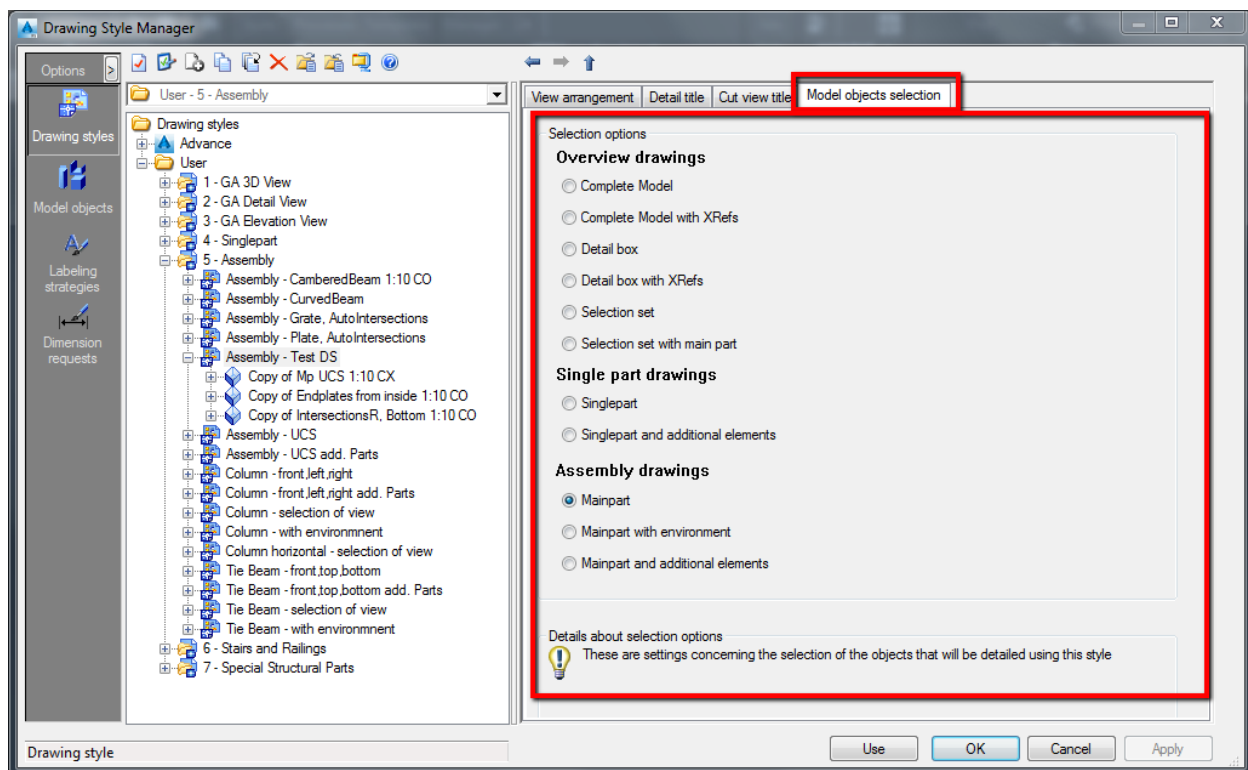 Drawing Style Manager
Options >
Drawing styles
Model objects
Labeling
strategies
Dimension
requests
User - 5 - Assembly
Drawing styles
Advance
User
1 - GA 3D View
2 - GA Detail View
3 - GA Elevation View
4 - Singlepart
5 - Assembly
Assembly - CamberedBeam 1:10 CO
Assembly - CurvedBeam
Assembly - Grate, AutoIntersections
Assembly - Plate, AutoIntersections
Assembly - Test DS
Copy of Mp UCS 1:10 CX
Copy of Endplates from inside 1:10 CO
Copy of IntersectionsR, Bottom 1:10 CO
Assembly - UCS
Assembly - UCS add. Parts
Column - front,left,right
Column - front,left,right add. Parts
Column - selection of view
Column - with environmnent
Column horizontal - selection of view
Tie Beam - front,top,bottom
Tie Beam - front,top,bottom add. Parts
Tie Beam - selection of view
Tie Beam - with environmnent
6 - Stairs and Railings
7 - Special Structural Parts
View arrangement Detail title Cut view title Model objects selection
Selection options
Overview drawings
Complete Model
Complete Model with XRefs
Detail box
Detail box with XRefs
Selection set
Selection set with main part
Single part drawings
Singlepart
Singlepart and additional elements
Assembly drawings
Mainpart
Mainpart with environment
Mainpart and additional elements
Details about selection options
These are settings concerning the selection of the objects that will be detailed using this style
Drawing style
Use OK Cancel Apply